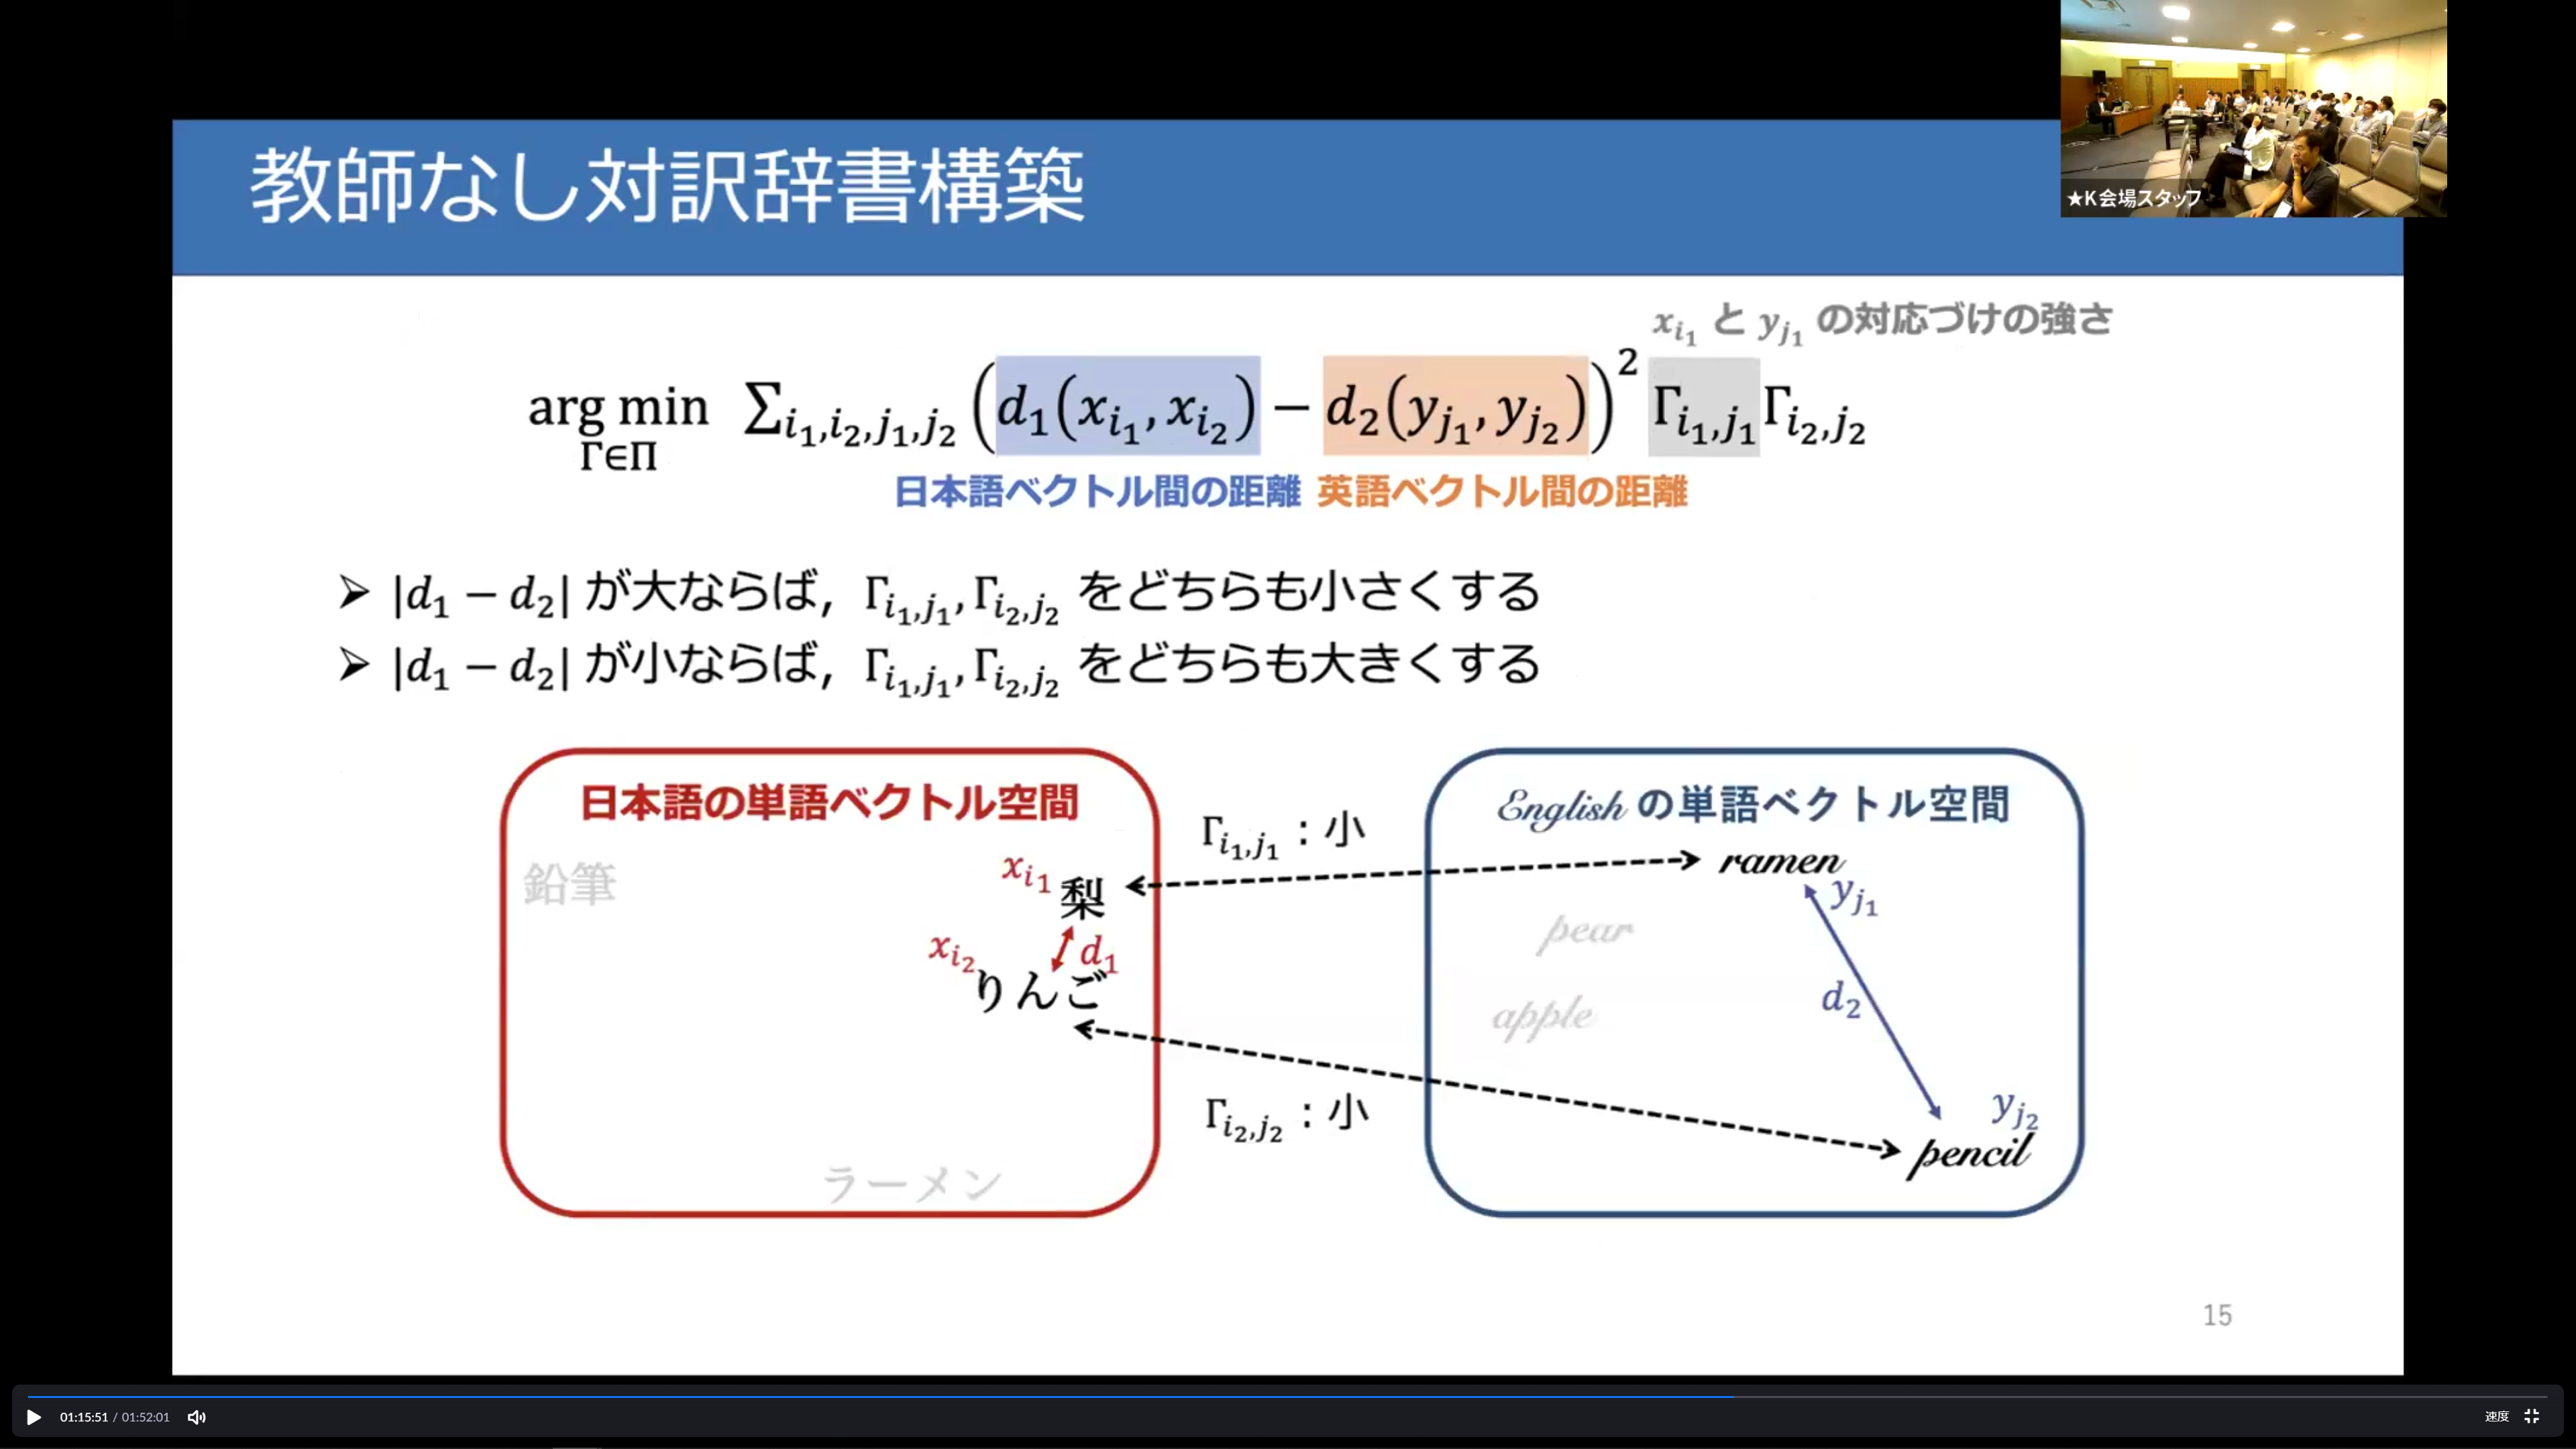 教師なし対訳辞書構築
★K会場スタッフ
x_{i_1} と y_{j_1} の対応づけの強さ
arg min_{Γ∈Π} Σ_{i_1,i_2,j_1,j_2} (d_1(x_{i_1}, x_{i_2}) − d_2(y_{j_1}, y_{j_2}))^2 Γ_{i_1,j_1}Γ_{i_2,j_2}
日本語ベクトル間の距離 英語ベクトル間の距離
➢ |d_1 − d_2| が大ならば, Γ_{i_1,j_1}, Γ_{i_2,j_2} をどちらも小さくする
➢ |d_1 − d_2| が小ならば, Γ_{i_1,j_1}, Γ_{i_2,j_2} をどちらも大きくする
日本語の単語ベクトル空間
鉛筆
x_{i_1} 梨
d_1
x_{i_2} りんご
ラーメン
Γ_{i_1,j_1} : 小
Γ_{i_2,j_2} : 小
English の単語ベクトル空間
ramen
y_{j_1}
pear
d_2
apple
y_{j_2}
pencil
15
01:15:51 / 01:52:01
速度